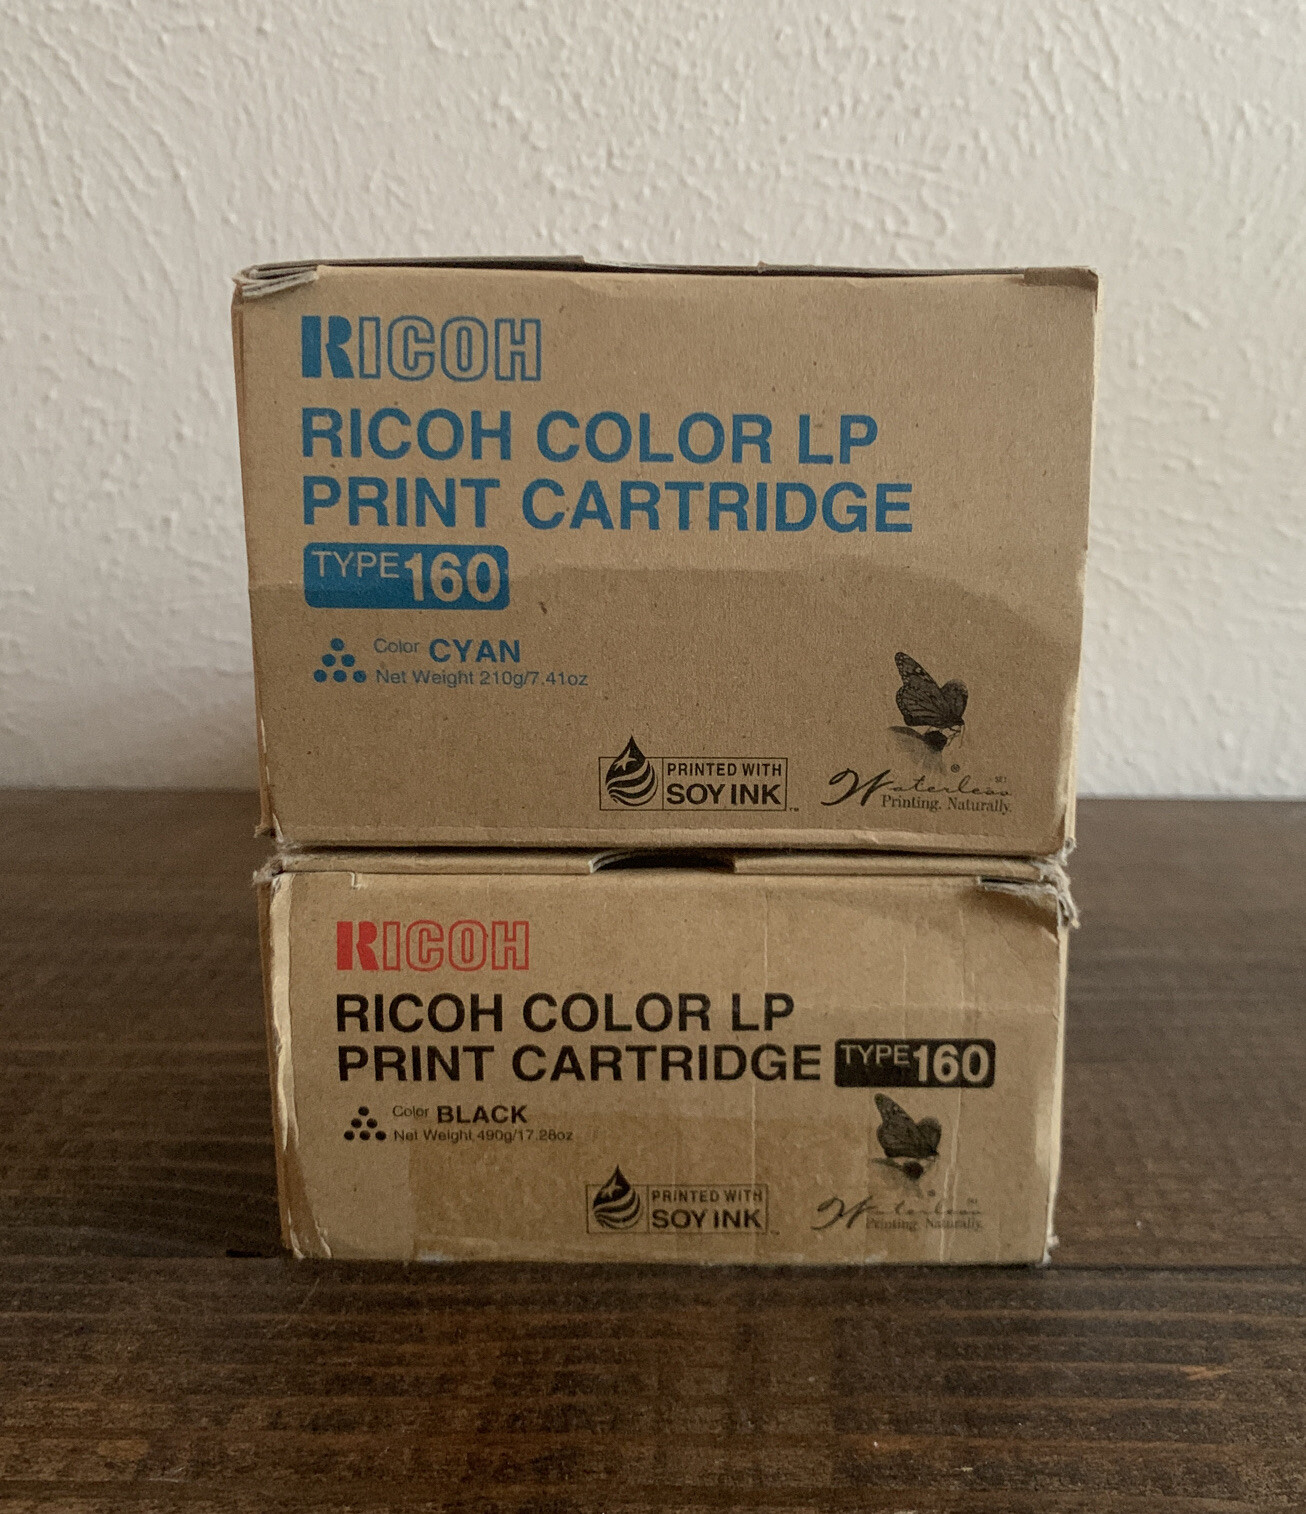 RICOH
RICOH COLOR LP
PRINT CARTRIDGE
TYPE 160
Color CYAN
Net Weight 210g/7.41oz
PRINTED WITH
SOY INK ™
Waterless ®
Printing. Naturally.
RICOH
RICOH COLOR LP
PRINT CARTRIDGE TYPE 160
Color BLACK
Net Weight 490g/17.28oz
PRINTED WITH
SOY INK
Waterless
Printing. Naturally.